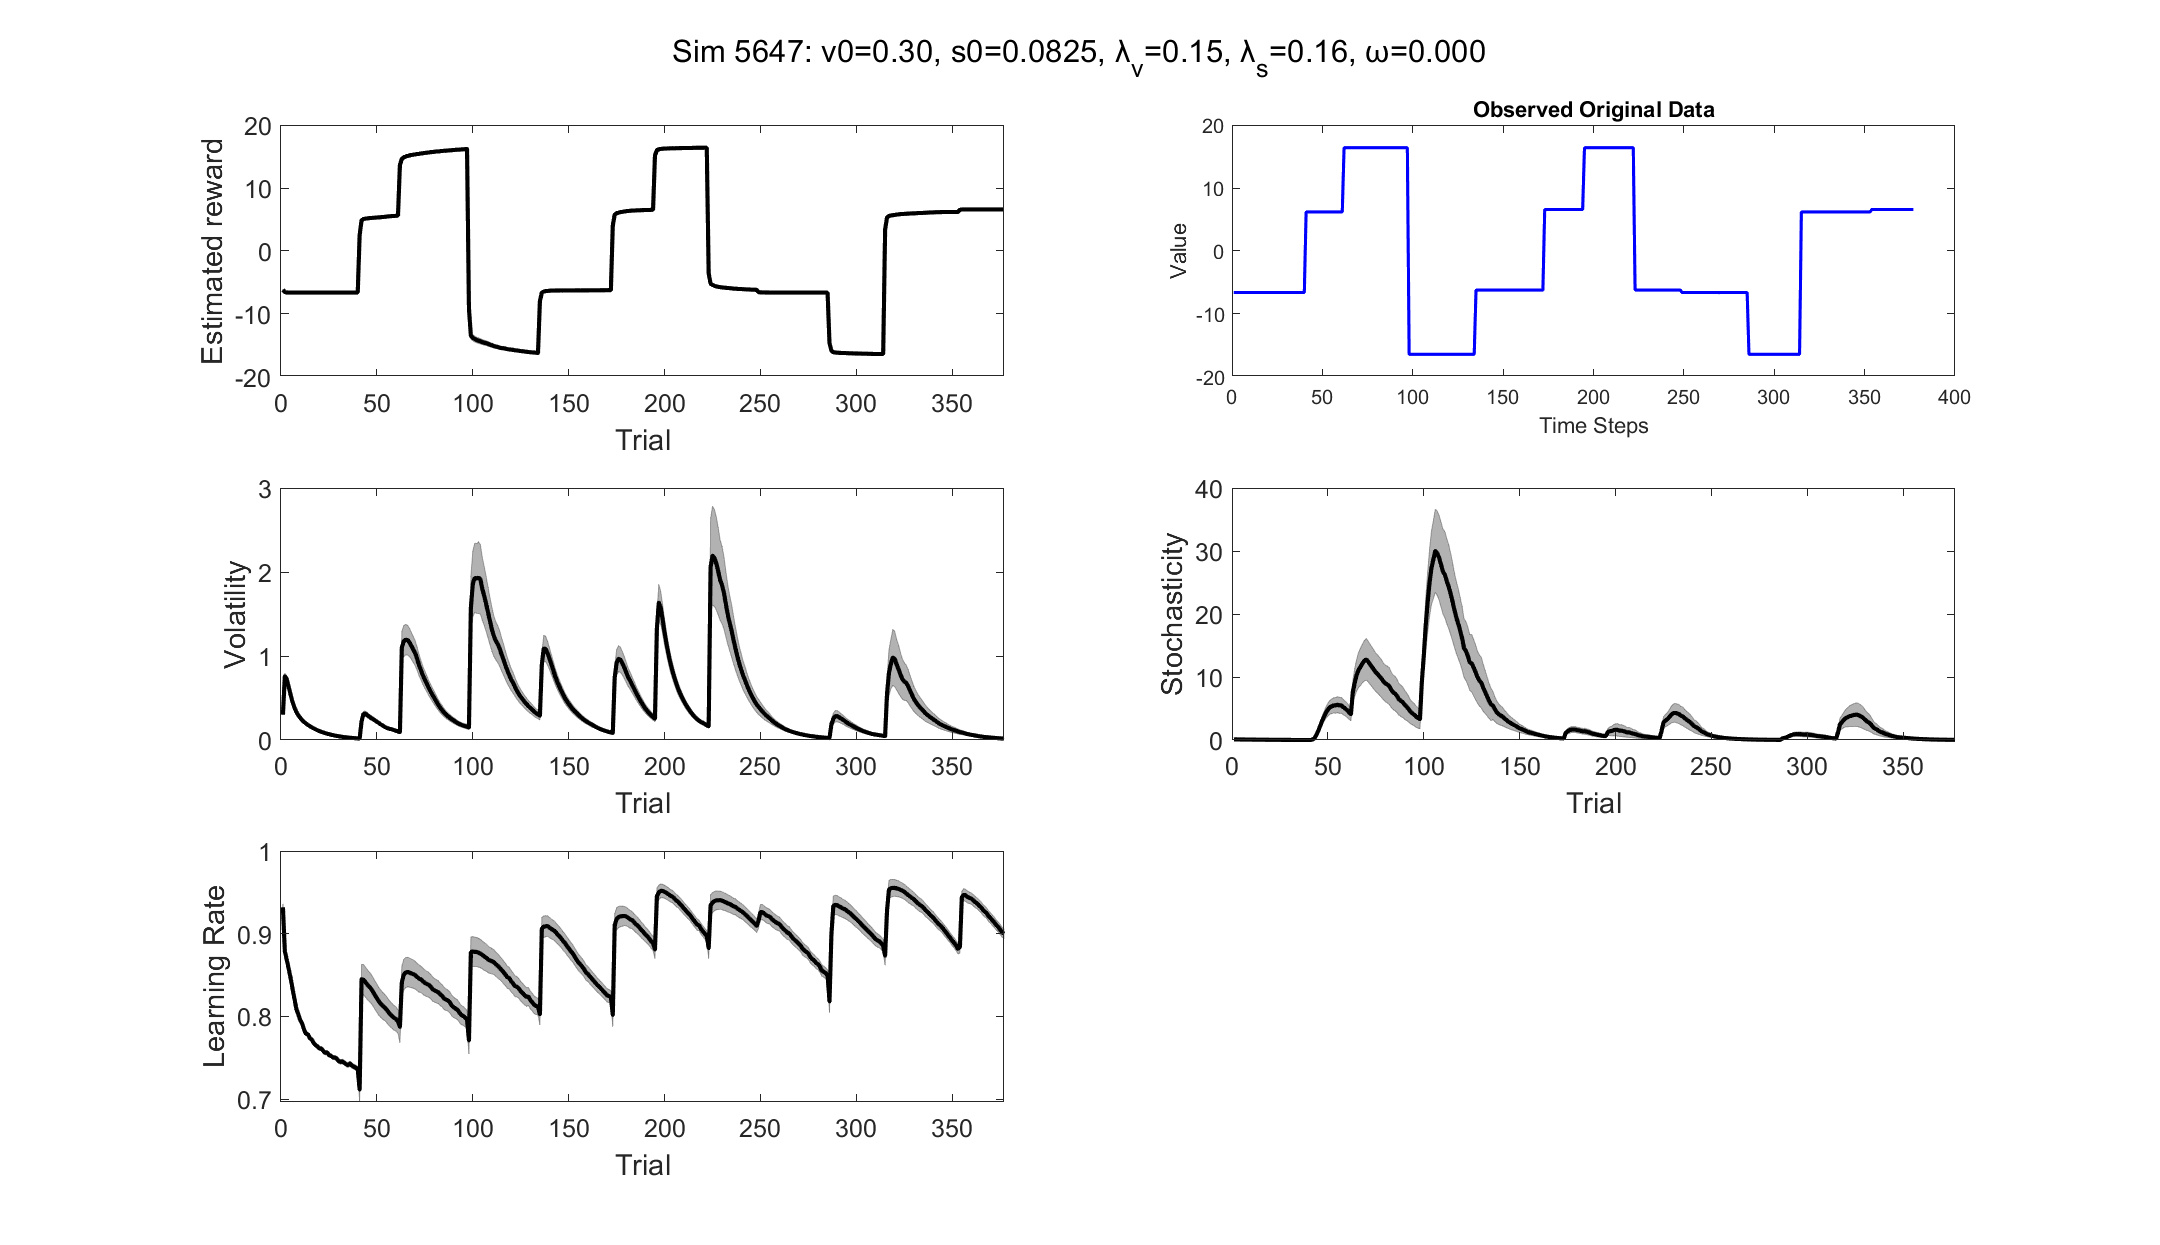 Sim 5647: v0=0.30, s0=0.0825, λv=0.15, λs=0.16, ω=0.000
Estimated reward
20
10
0
-10
-20
0 50 100 150 200 250 300 350
Trial
Observed Original Data
Value
20
10
0
-10
-20
0 50 100 150 200 250 300 350 400
Time Steps
Volatility
3
2
1
0
0 50 100 150 200 250 300 350
Trial
Stochasticity
40
30
20
10
0
0 50 100 150 200 250 300 350
Trial
Learning Rate
1
0.9
0.8
0.7
0 50 100 150 200 250 300 350
Trial